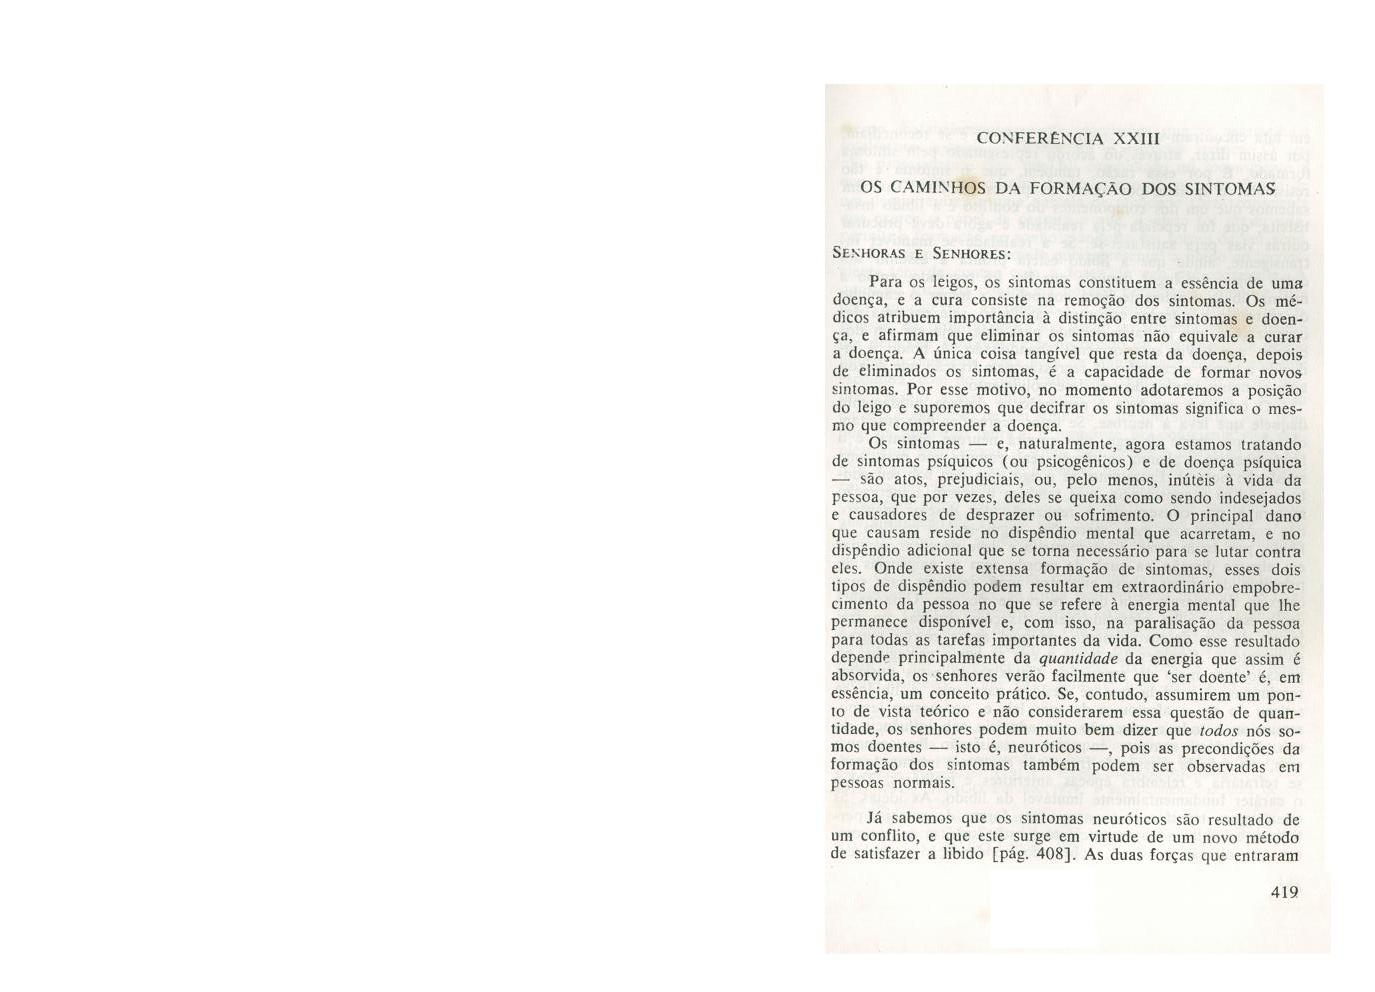 CONFERÊNCIA XXIII
OS CAMINHOS DA FORMAÇÃO DOS SINTOMAS
SENHORAS E SENHORES:
Para os leigos, os sintomas constituem a essência de uma
doença, e a cura consiste na remoção dos sintomas. Os mé-
dicos atribuem importância à distinção entre sintomas e doen-
ça, e afirmam que eliminar os sintomas não equivale a curar
a doença. A única coisa tangível que resta da doença, depois
de eliminados os sintomas, é a capacidade de formar novos
sintomas. Por esse motivo, no momento adotaremos a posição
do leigo e suporemos que decifrar os sintomas significa o mes-
mo que compreender a doença.
Os sintomas — e, naturalmente, agora estamos tratando
de sintomas psíquicos (ou psicogênicos) e de doença psíquica
— são atos, prejudiciais, ou, pelo menos, inúteis à vida da
pessoa, que por vezes, deles se queixa como sendo indesejados
e causadores de desprazer ou sofrimento. O principal dano
que causam reside no dispêndio mental que acarretam, e no
dispêndio adicional que se torna necessário para se lutar contra
eles. Onde existe extensa formação de sintomas, esses dois
tipos de dispêndio podem resultar em extraordinário empobre-
cimento da pessoa no que se refere à energia mental que lhe
permanece disponível e, com isso, na paralisação da pessoa
para todas as tarefas importantes da vida. Como esse resultado
depende principalmente da quantidade da energia que assim é
absorvida, os senhores verão facilmente que ‘ser doente’ é, em
essência, um conceito prático. Se, contudo, assumirem um pon-
to de vista teórico e não considerarem essa questão de quan-
tidade, os senhores podem muito bem dizer que todos nós so-
mos doentes — isto é, neuróticos —, pois as precondições da
formação dos sintomas também podem ser observadas em
pessoas normais.
Já sabemos que os sintomas neuróticos são resultado de
um conflito, e que este surge em virtude de um novo método
de satisfazer a libido [pág. 408]. As duas forças que entraram
419